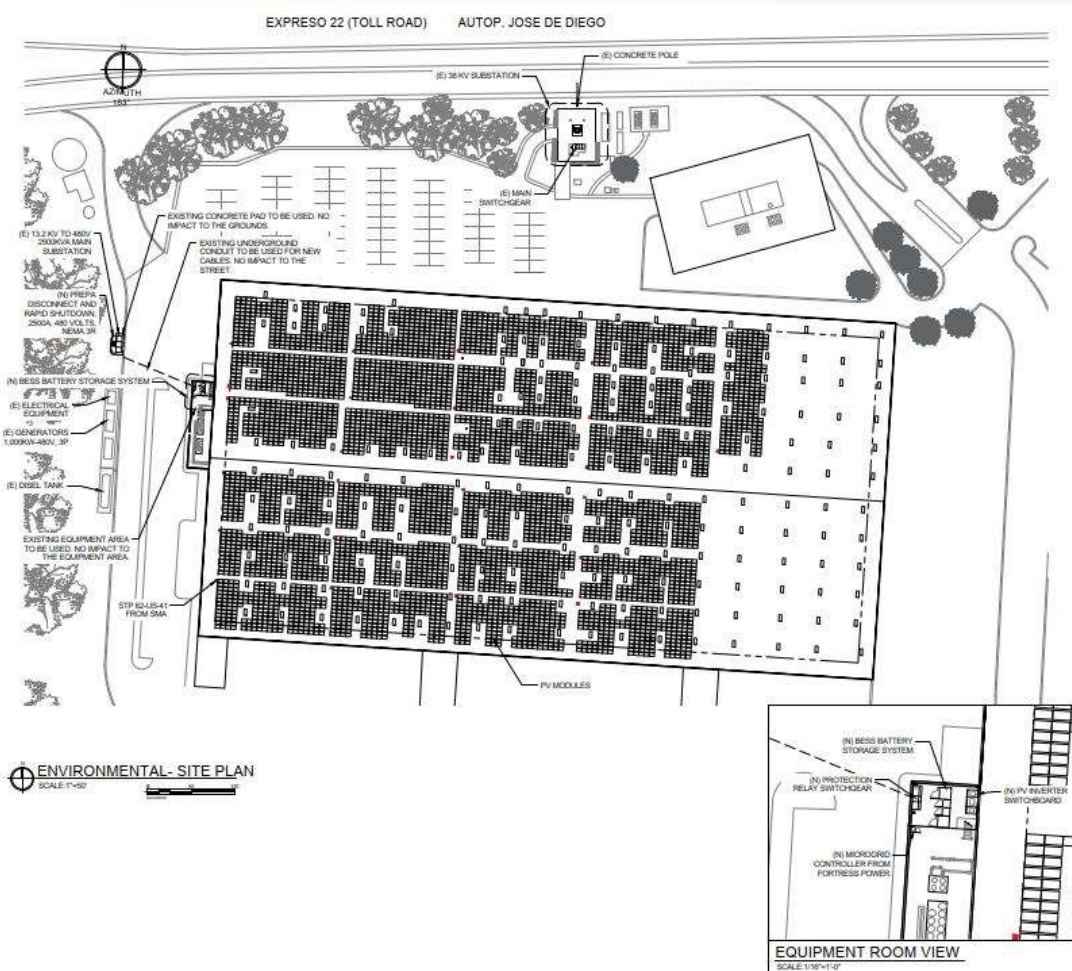 EXPRESO 22 (TOLL ROAD) AUTOP. JOSE DE DIEGO
N
AZIMUTH
183°
(E) CONCRETE POLE
(E) 38 KV SUBSTATION
(E) MAIN
SWITCHGEAR
EXISTING CONCRETE PAD TO BE USED. NO
IMPACT TO THE GROUNDS.
(E) 13.2 KV TO 480V
2500KVA MAIN
SUBSTATION
EXISTING UNDERGROUND
CONDUIT TO BE USED FOR NEW
CABLES. NO IMPACT TO THE
STREET.
(N) PREPA
DISCONNECT AND
RAPID SHUTDOWN,
2500A, 480 VOLTS,
NEMA 3R
(N) BESS BATTERY STORAGE SYSTEM
(E) ELECTRICAL
EQUIPMENT
(E) GENERATORS
1,000KW-480V, 3P
(E) DISEL TANK
EXISTING EQUIPMENT AREA
TO BE USED. NO IMPACT TO
THE EQUIPMENT AREA.
STP 62-US-41
FROM SMA
PV MODULES
ENVIRONMENTAL- SITE PLAN
SCALE:1"=50'
(N) BESS BATTERY
STORAGE SYSTEM
(N) PROTECTION
RELAY SWITCHGEAR
(N) PV INVERTER
SWITCHBOARD
(N) MICROGRID
CONTROLLER FROM
FORTRESS POWER
EQUIPMENT ROOM VIEW
SCALE:1/16"=1'-0"